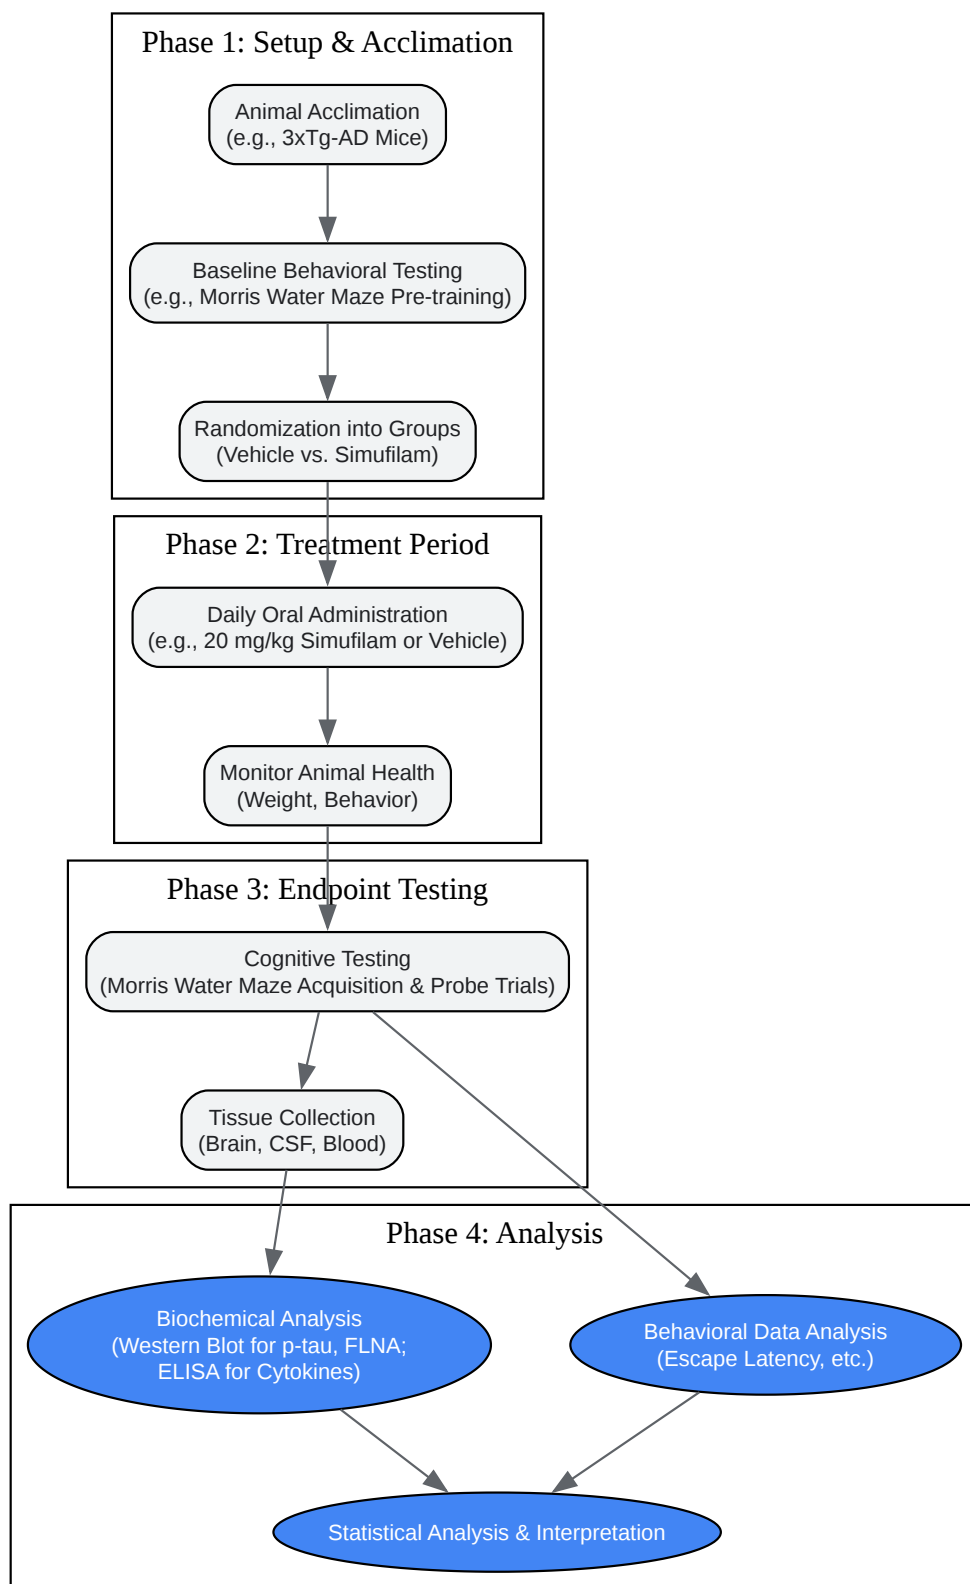 Phase 1: Setup & Acclimation
Animal Acclimation
(e.g., 3xTg-AD Mice)
Baseline Behavioral Testing
(e.g., Morris Water Maze Pre-training)
Randomization into Groups
(Vehicle vs. Simufilam)
Phase 2: Treatment Period
Daily Oral Administration
(e.g., 20 mg/kg Simufilam or Vehicle)
Monitor Animal Health
(Weight, Behavior)
Phase 3: Endpoint Testing
Cognitive Testing
(Morris Water Maze Acquisition & Probe Trials)
Tissue Collection
(Brain, CSF, Blood)
Phase 4: Analysis
Biochemical Analysis
(Western Blot for p-tau, FLNA;
ELISA for Cytokines)
Behavioral Data Analysis
(Escape Latency, etc.)
Statistical Analysis & Interpretation